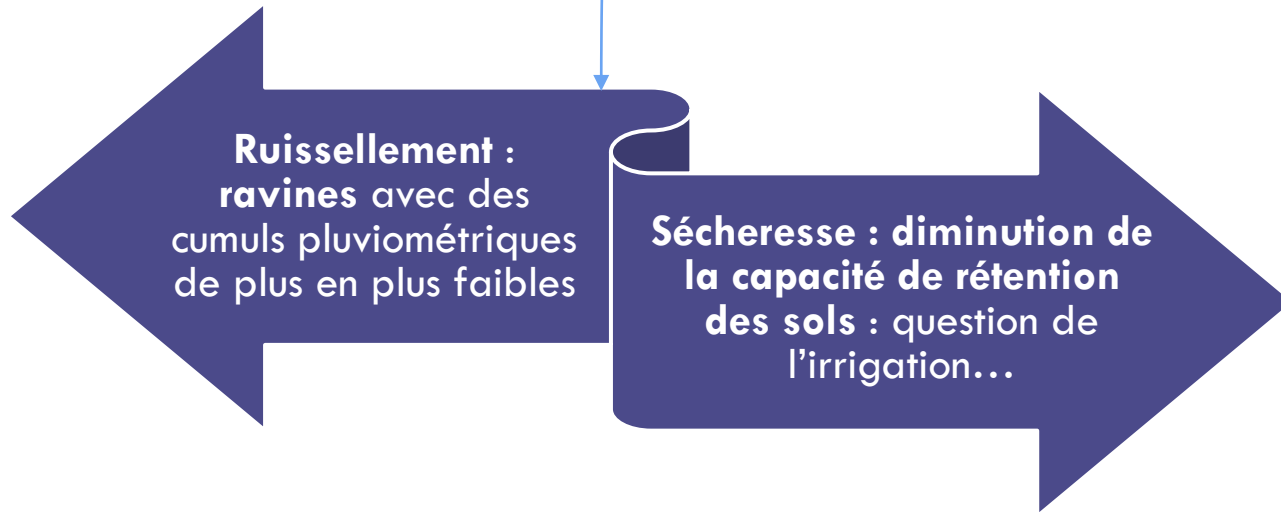 Ruissellement :
ravines avec des
cumuls pluviométriques
de plus en plus faibles
Sécheresse : diminution de
la capacité de rétention
des sols : question de
l’irrigation…